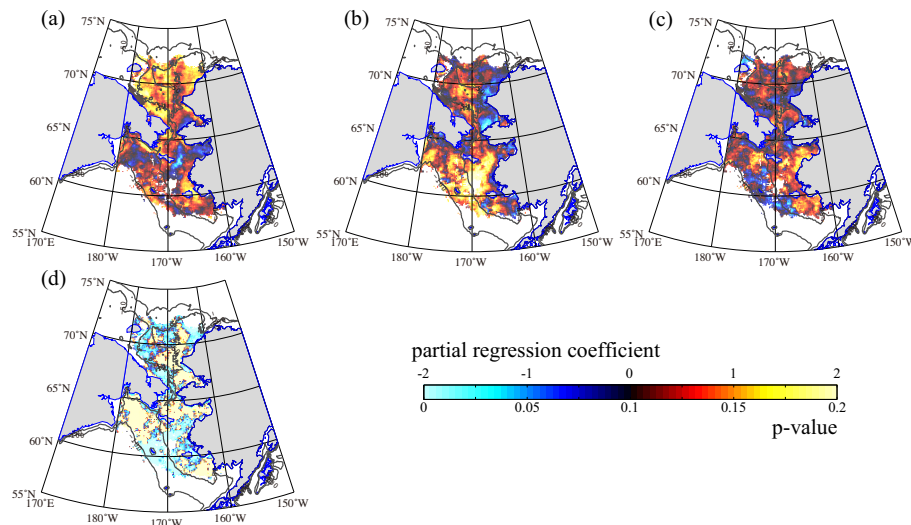 (a)
(b)
(c)
75˚N
75˚N
75˚N
70˚N
70˚N
70˚N
65˚N
65˚N
65˚N
60˚N
60˚N
60˚N
55˚N
55˚N
55˚N
170˚E
180˚W
170˚W
160˚W
150˚W
170˚E
180˚W
170˚W
160˚W
150˚W
170˚E
180˚W
170˚W
160˚W
150˚W
(d)
75˚N
70˚N
65˚N
60˚N
55˚N
170˚E
180˚W
170˚W
160˚W
150˚W
partial regression coefficient
-2 -1 0 1 2
0 0.05 0.1 0.15 0.2
p-value